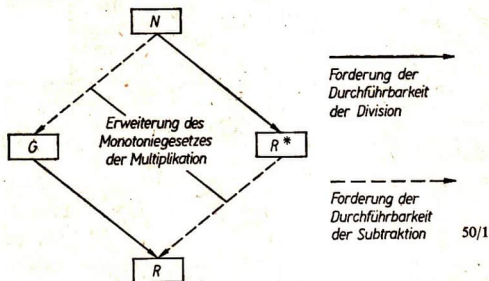 N
Forderung der
Durchführbarkeit
der Division
Erweiterung des
Monotoniegesetzes
der Multiplikation
G
R*
Forderung der
Durchführbarkeit
der Subtraktion
50/1
R